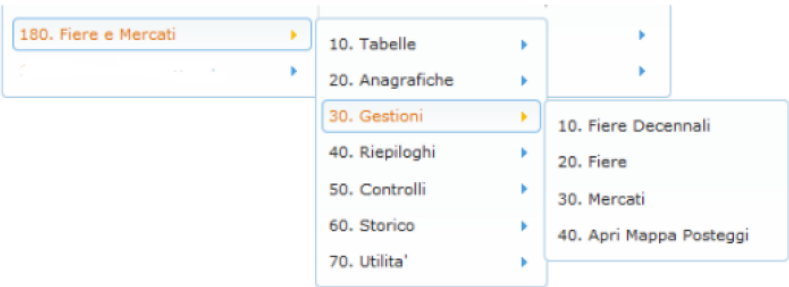 180. Fiere e Mercati
10. Tabelle
20. Anagrafiche
30. Gestioni
40. Riepiloghi
50. Controlli
60. Storico
70. Utilita'
10. Fiere Decennali
20. Fiere
30. Mercati
40. Apri Mappa Posteggi